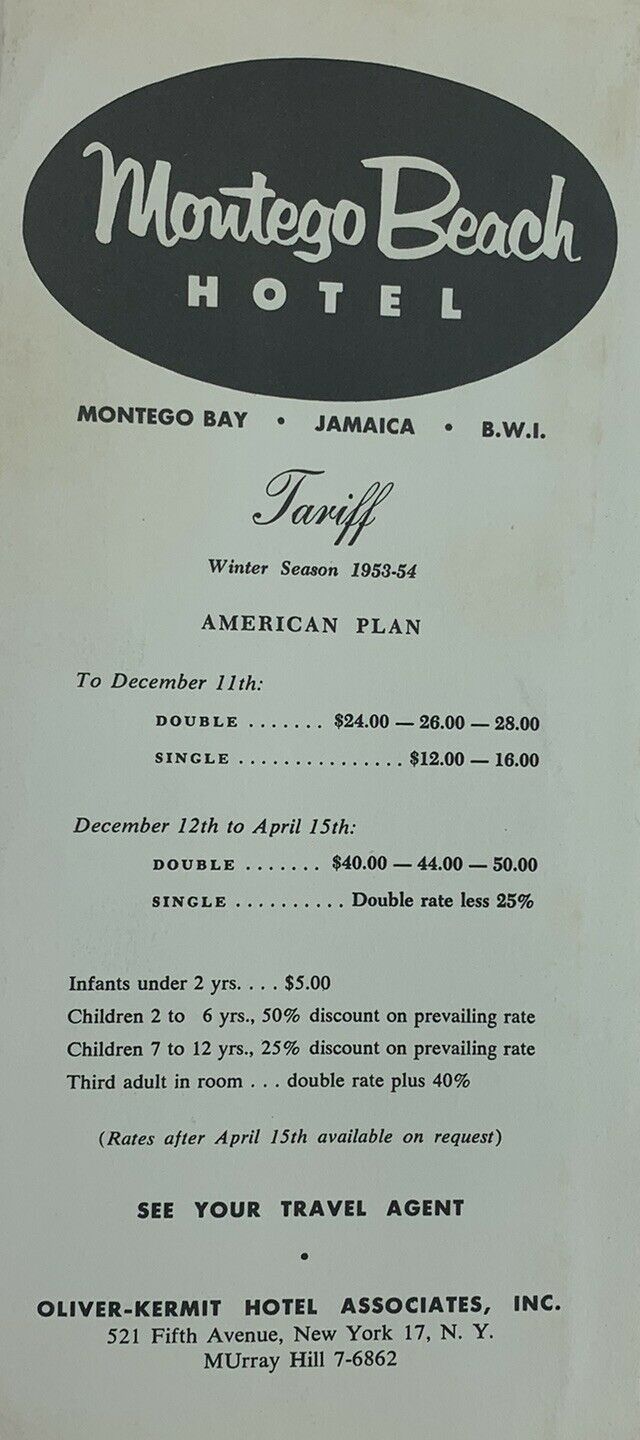 Montego Beach
HOTEL
MONTEGO BAY • JAMAICA • B.W.I.
Tariff
Winter Season 1953-54
AMERICAN PLAN
To December 11th:
DOUBLE ....... $24.00 — 26.00 — 28.00
SINGLE ............... $12.00 — 16.00
December 12th to April 15th:
DOUBLE ....... $40.00 — 44.00 — 50.00
SINGLE .......... Double rate less 25%
Infants under 2 yrs. . . . $5.00
Children 2 to 6 yrs., 50% discount on prevailing rate
Children 7 to 12 yrs., 25% discount on prevailing rate
Third adult in room . . . double rate plus 40%
(Rates after April 15th available on request)
SEE YOUR TRAVEL AGENT
•
OLIVER-KERMIT HOTEL ASSOCIATES, INC.
521 Fifth Avenue, New York 17, N. Y.
MUrray Hill 7-6862